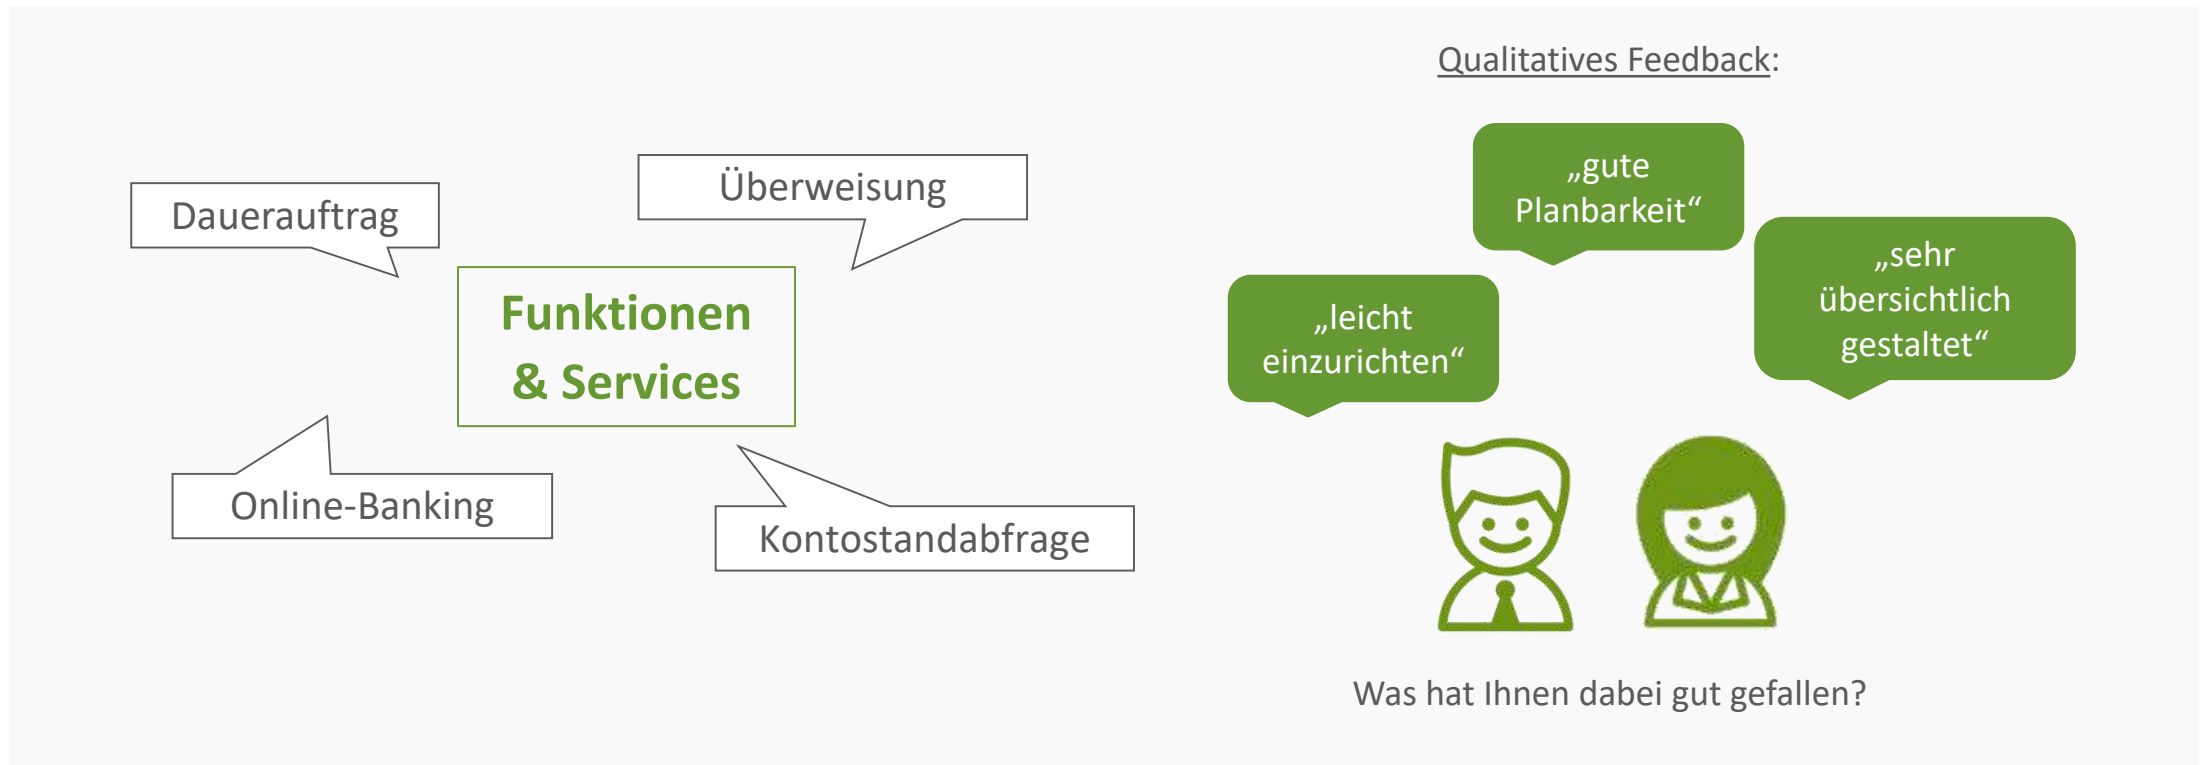 Dauerauftrag
Überweisung
Funktionen
& Services
Online-Banking
Kontostandabfrage
Qualitatives Feedback:
„gute
Planbarkeit“
„sehr
übersichtlich
gestaltet“
„leicht
einzurichten“
Was hat Ihnen dabei gut gefallen?